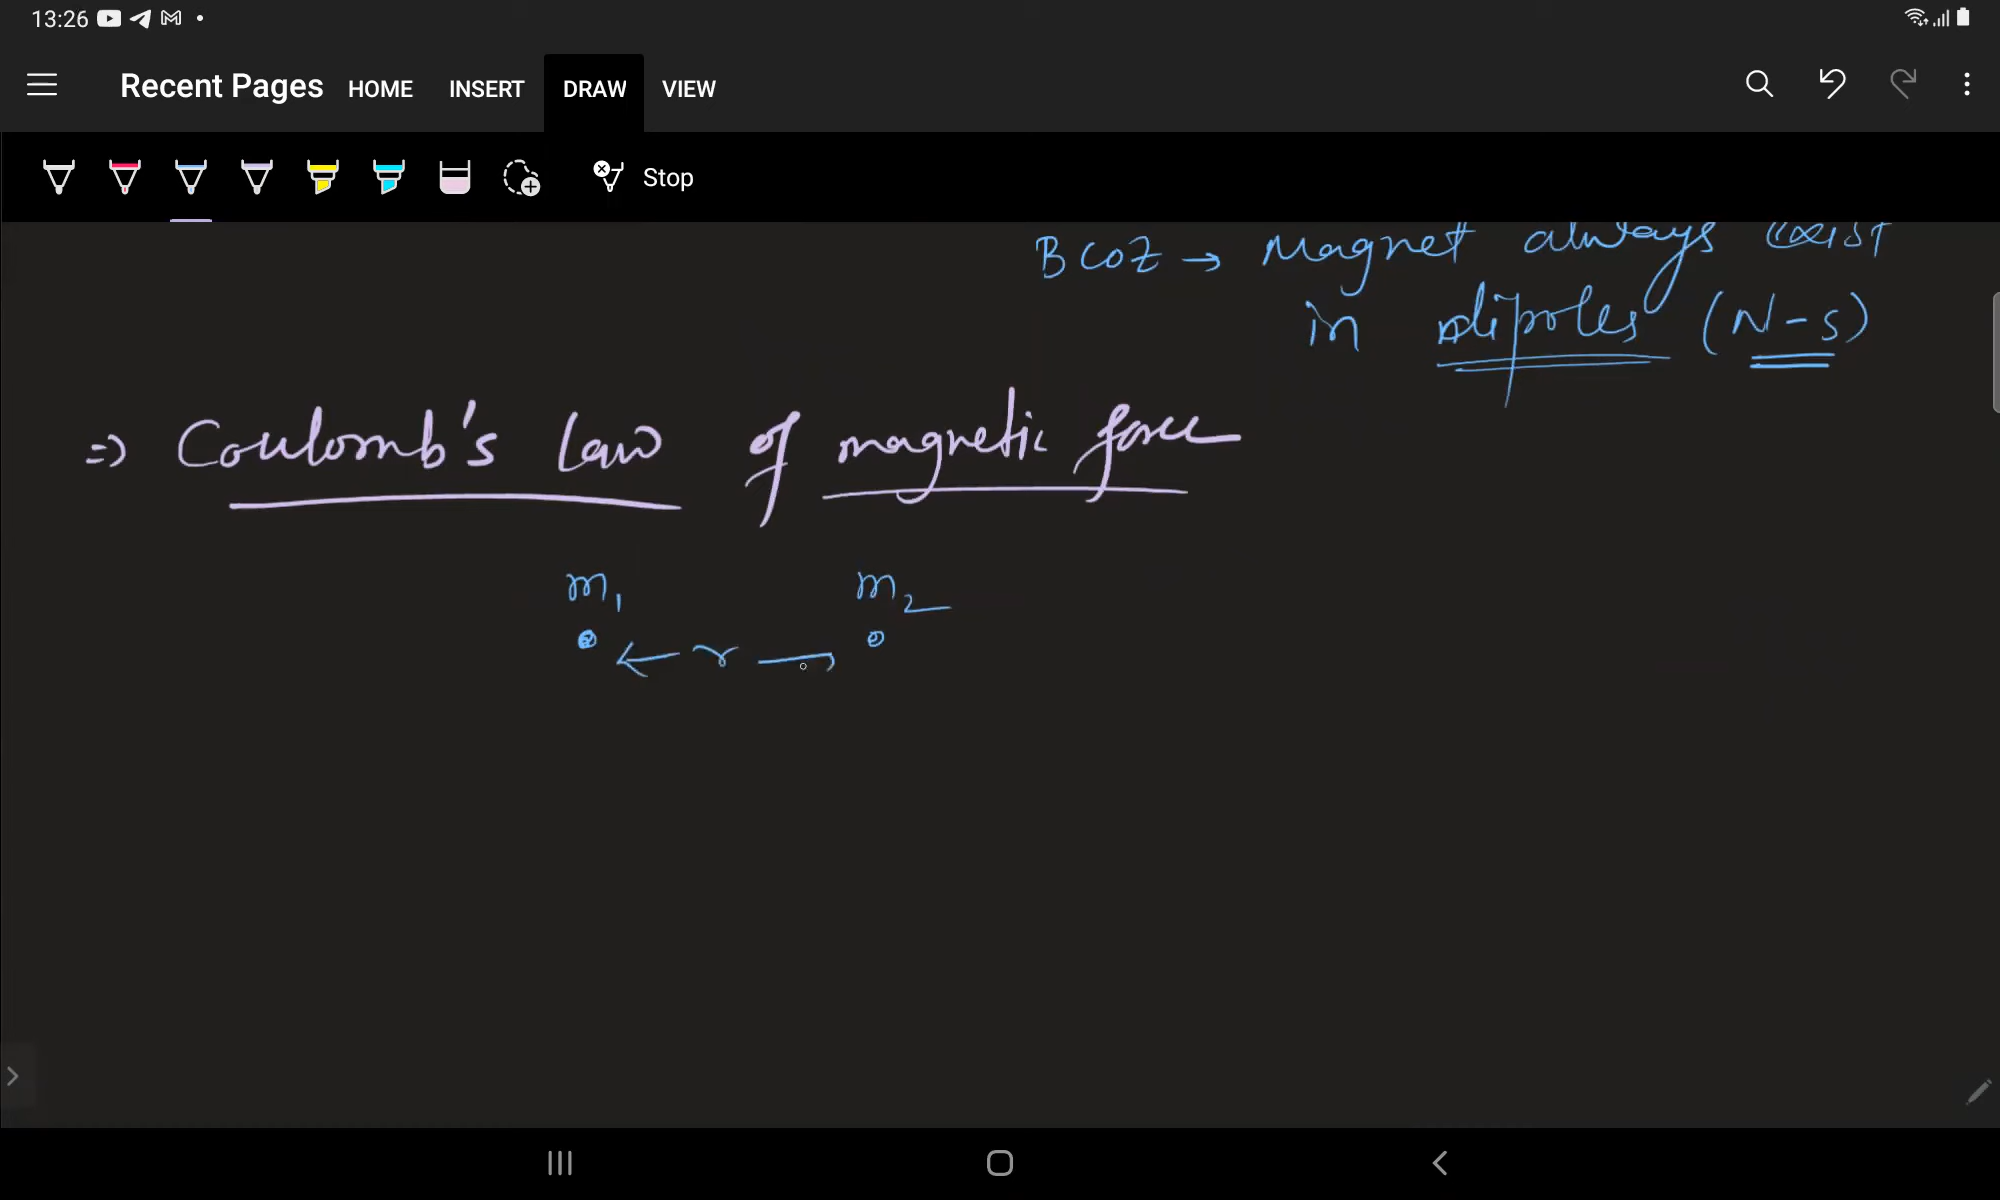 13:26
Recent Pages HOME INSERT DRAW VIEW
Stop
BCOZ → Magnet always exist
in dipoles (N-S)
⇒ Coulomb's law of magnetic force
m₁ m₂
← r →